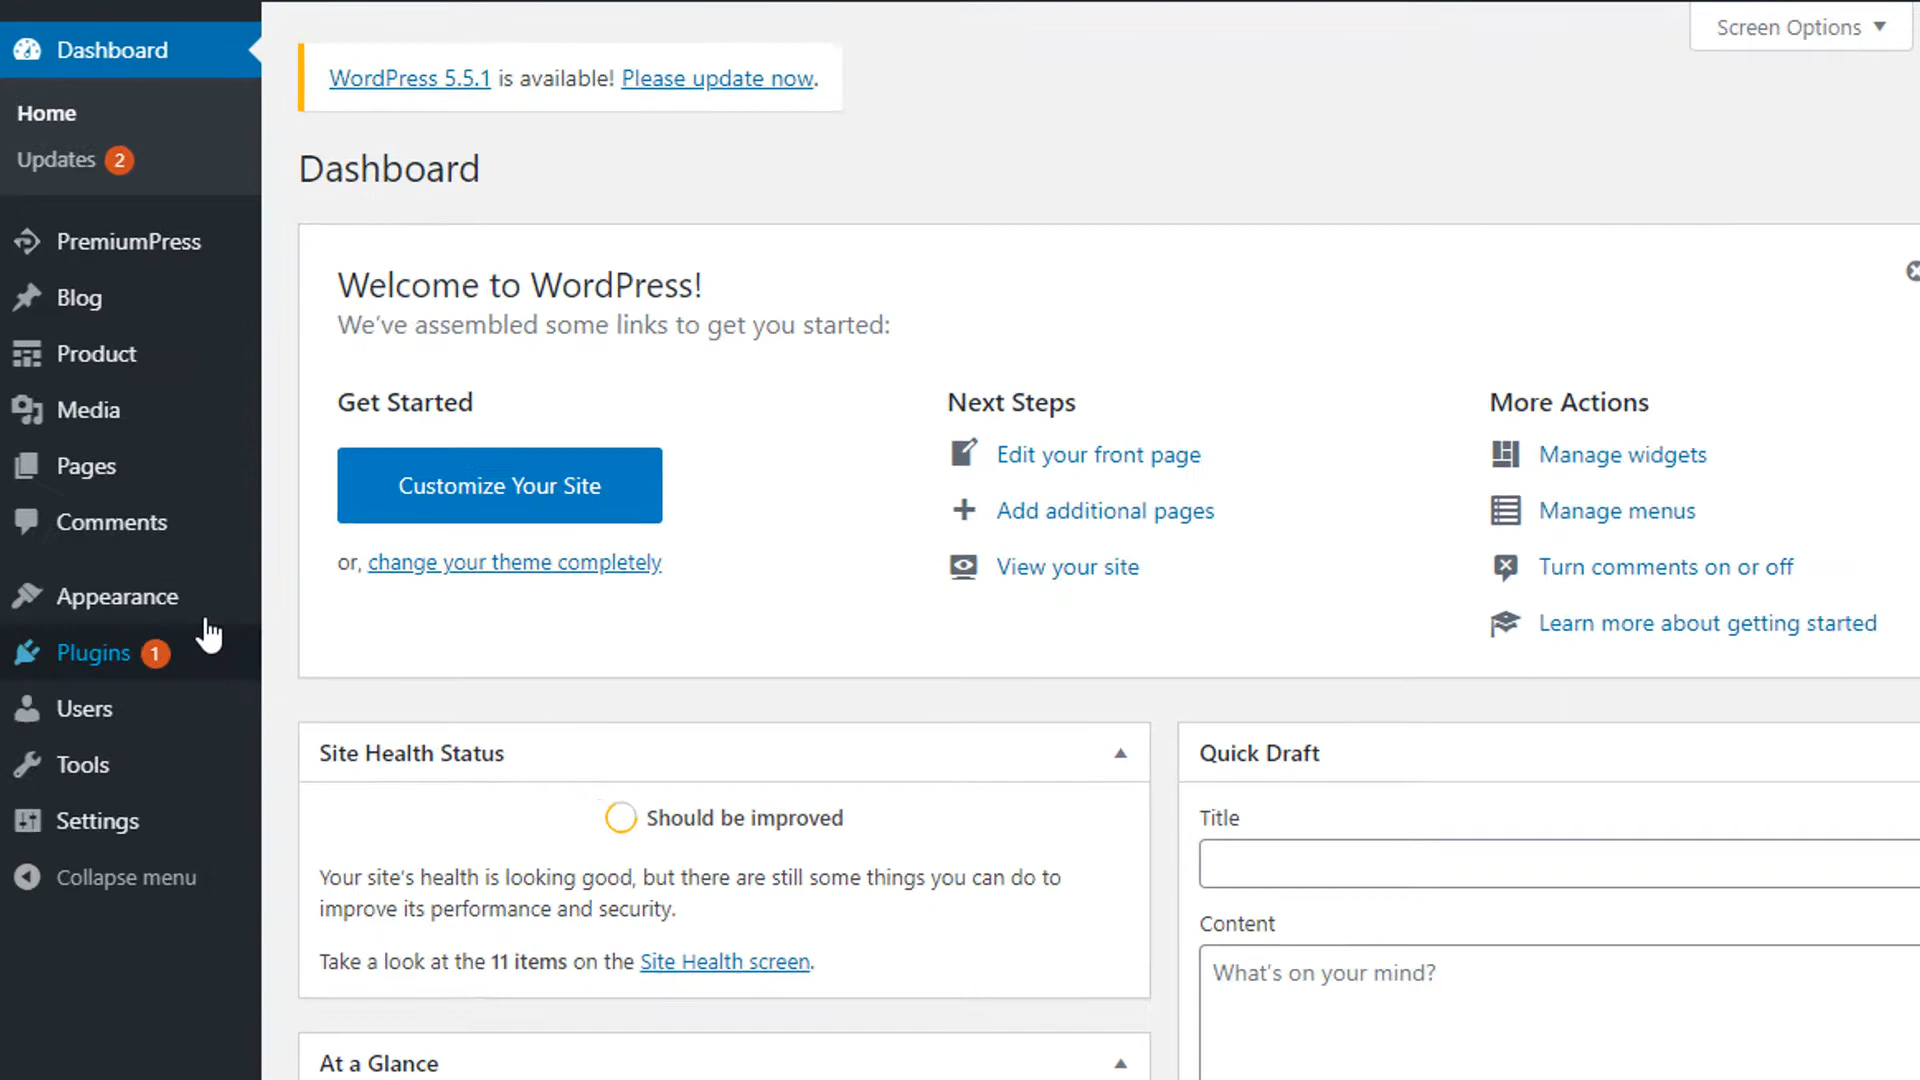 Dashboard
Home
Updates 2
PremiumPress
Blog
Product
Media
Pages
Comments
Appearance
Plugins 1
Users
Tools
Settings
Collapse menu
Screen Options
WordPress 5.5.1 is available! Please update now.
Dashboard
Welcome to WordPress!
We've assembled some links to get you started:
Get Started
Customize Your Site
or, change your theme completely
Next Steps
Edit your front page
Add additional pages
View your site
More Actions
Manage widgets
Manage menus
Turn comments on or off
Learn more about getting started
Site Health Status
Should be improved
Your site's health is looking good, but there are still some things you can do to
improve its performance and security.
Take a look at the 11 items on the Site Health screen.
At a Glance
Quick Draft
Title
Content
What's on your mind?